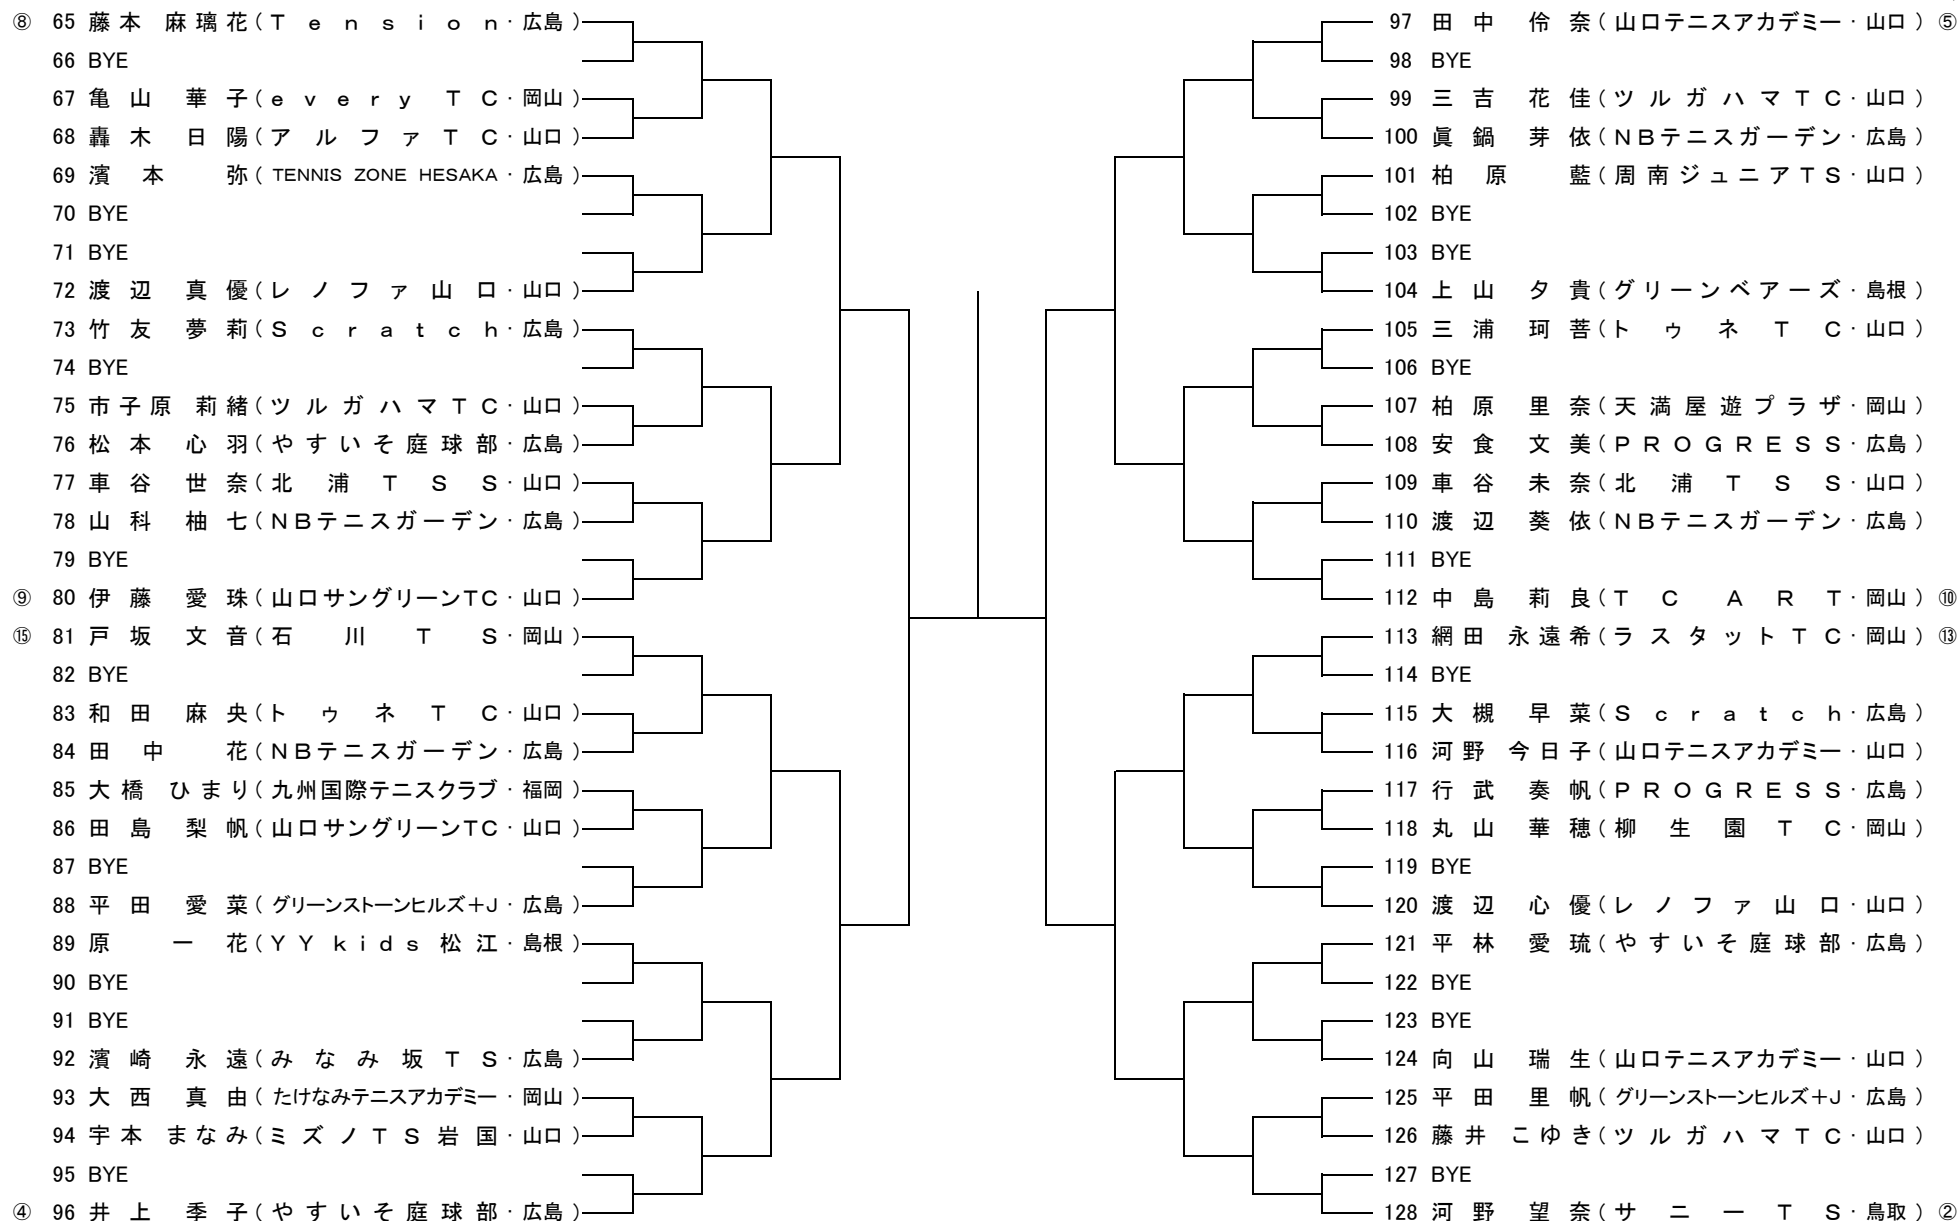 ⑧ 65 藤本 麻璃花(Tension・広島)
66 BYE
67 亀山 華子(every TC・岡山)
68 轟木 日陽(アルファTC・山口)
69 濱本 弥(TENNIS ZONE HESAKA・広島)
70 BYE
71 BYE
72 渡辺 真優(レノファ山口・山口)
73 竹友 夢莉(Scratch・広島)
74 BYE
75 市子原 莉緒(ツルガハマTC・山口)
76 松本 心羽(やすいそ庭球部・広島)
77 車谷 世奈(北浦TSS・山口)
78 山科 柚七(NBテニスガーデン・広島)
79 BYE
⑨ 80 伊藤 愛珠(山口サングリーンTC・山口)
⑮ 81 戸坂 文音(石川TS・岡山)
82 BYE
83 和田 麻央(トゥネTC・山口)
84 田中 花(NBテニスガーデン・広島)
85 大橋 ひまり(九州国際テニスクラブ・福岡)
86 田島 梨帆(山口サングリーンTC・山口)
87 BYE
88 平田 愛菜(グリーンストーンヒルズ+J・広島)
89 原 一花(YYkids松江・島根)
90 BYE
91 BYE
92 濱崎 永遠(みなみ坂TS・広島)
93 大西 真由(たけなみテニスアカデミー・岡山)
94 宇本 まなみ(ミズノTS岩国・山口)
95 BYE
④ 96 井上 季子(やすいそ庭球部・広島)
97 田中 伶奈(山口テニスアカデミー・山口) ⑤
98 BYE
99 三吉 花佳(ツルガハマTC・山口)
100 眞鍋 芽依(NBテニスガーデン・広島)
101 柏原 藍(周南ジュニアTS・山口)
102 BYE
103 BYE
104 上山 夕貴(グリーンベアーズ・島根)
105 三浦 珂菩(トゥネTC・山口)
106 BYE
107 柏原 里奈(天満屋遊プラザ・岡山)
108 安食 文美(PROGRESS・広島)
109 車谷 未奈(北浦TSS・山口)
110 渡辺 葵依(NBテニスガーデン・広島)
111 BYE
112 中島 莉良(TC ART・岡山) ⑩
113 網田 永遠希(ラスタットTC・岡山) ⑬
114 BYE
115 大槻 早菜(Scratch・広島)
116 河野 今日子(山口テニスアカデミー・山口)
117 行武 奏帆(PROGRESS・広島)
118 丸山 華穂(柳生園TC・岡山)
119 BYE
120 渡辺 心優(レノファ山口・山口)
121 平林 愛琉(やすいそ庭球部・広島)
122 BYE
123 BYE
124 向山 瑞生(山口テニスアカデミー・山口)
125 平田 里帆(グリーンストーンヒルズ+J・広島)
126 藤井 こゆき(ツルガハマTC・山口)
127 BYE
128 河野 望奈(サニーTS・鳥取) ②